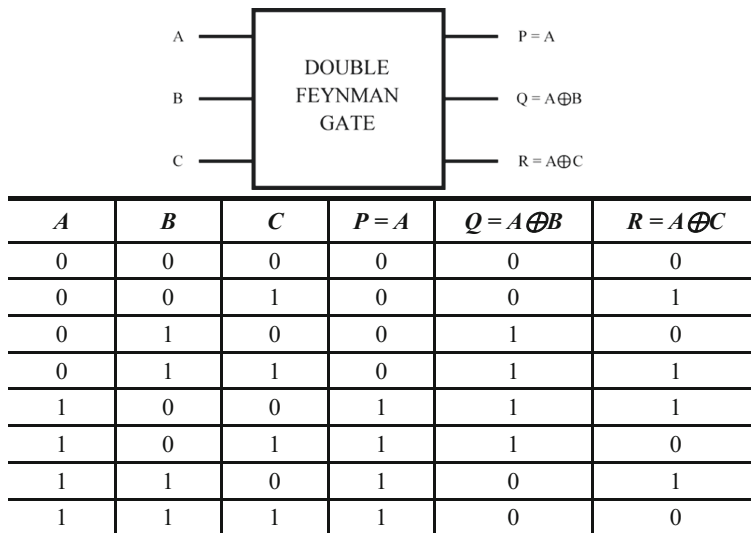 A
P = A
DOUBLE
FEYNMAN
GATE
B
Q = A⊕B
C
R = A⊕C
A B C P = A Q = A⊕B R = A⊕C
0 0 0 0 0 0
0 0 1 0 0 1
0 1 0 0 1 0
0 1 1 0 1 1
1 0 0 1 1 1
1 0 1 1 1 0
1 1 0 1 0 1
1 1 1 1 0 0